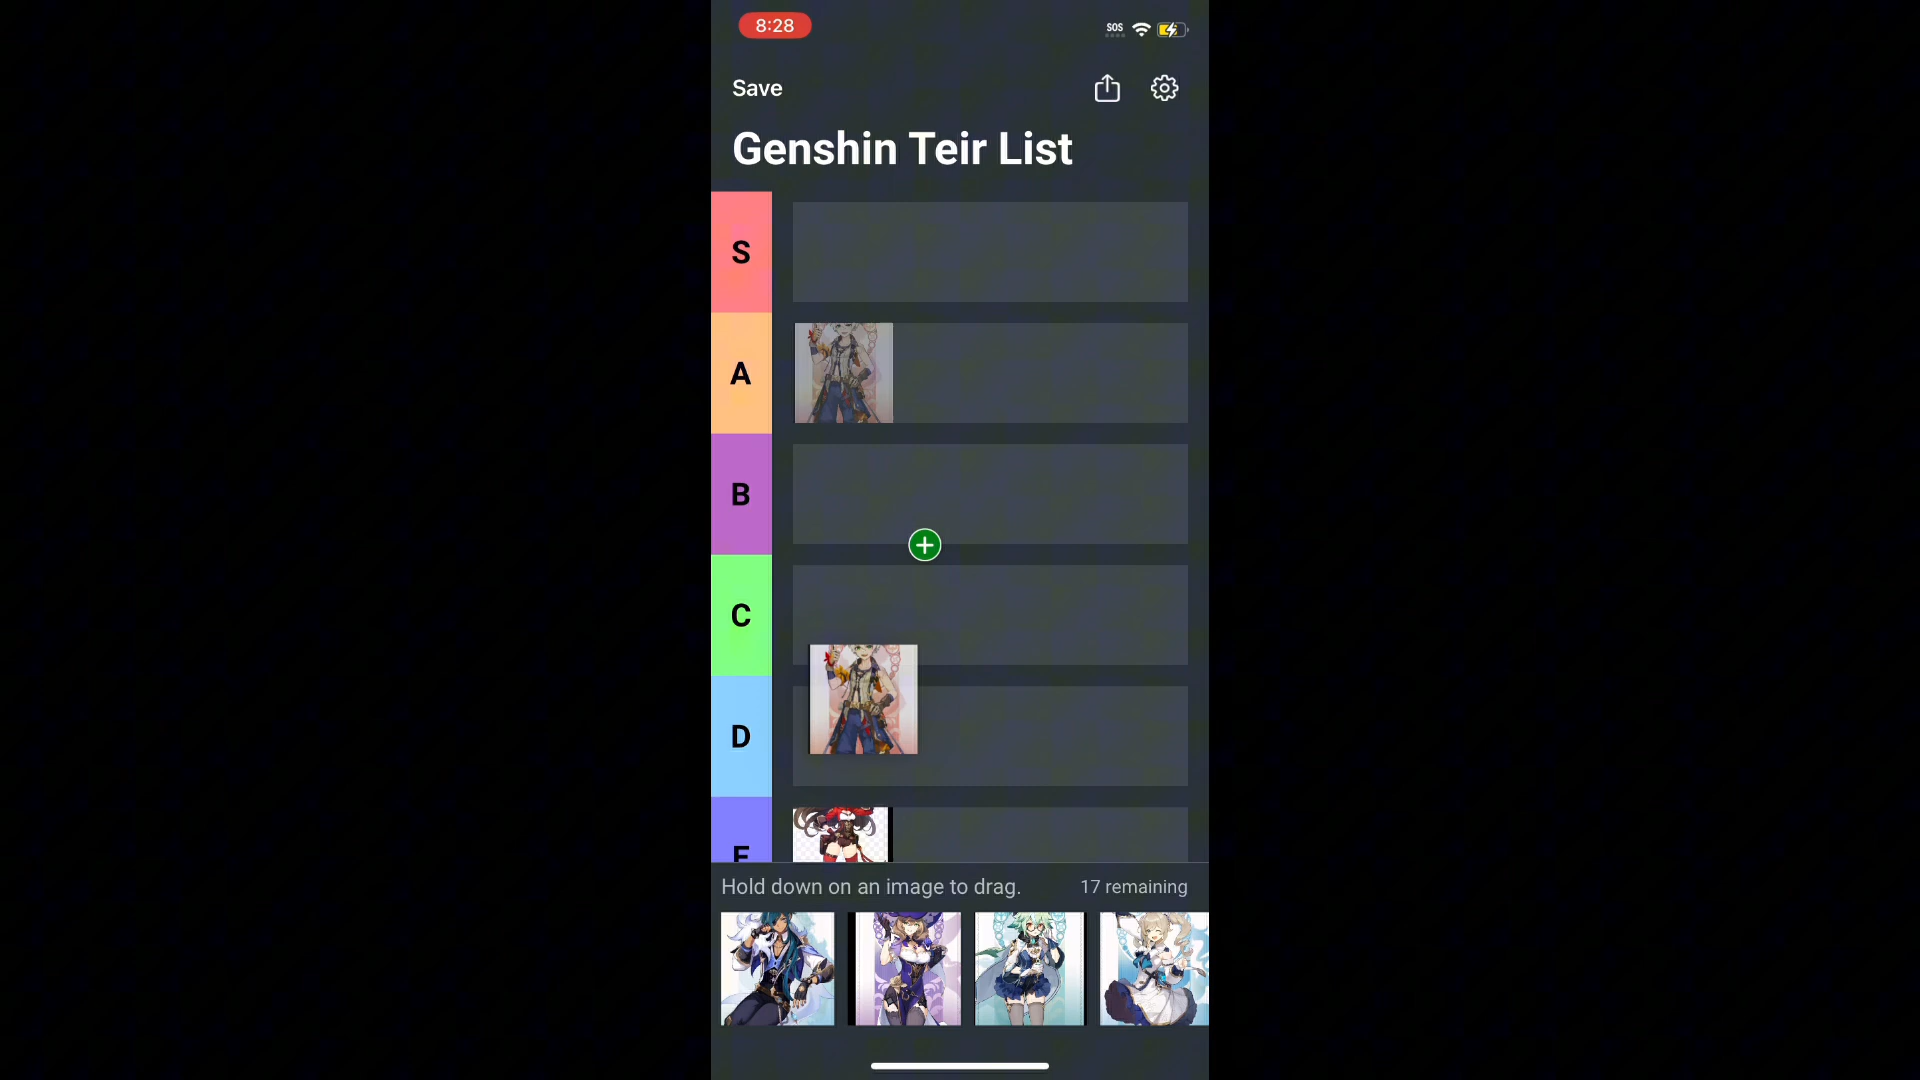 8:28
SOS
Save
Genshin Teir List
S
A
B
C
D
Hold down on an image to drag.
17 remaining